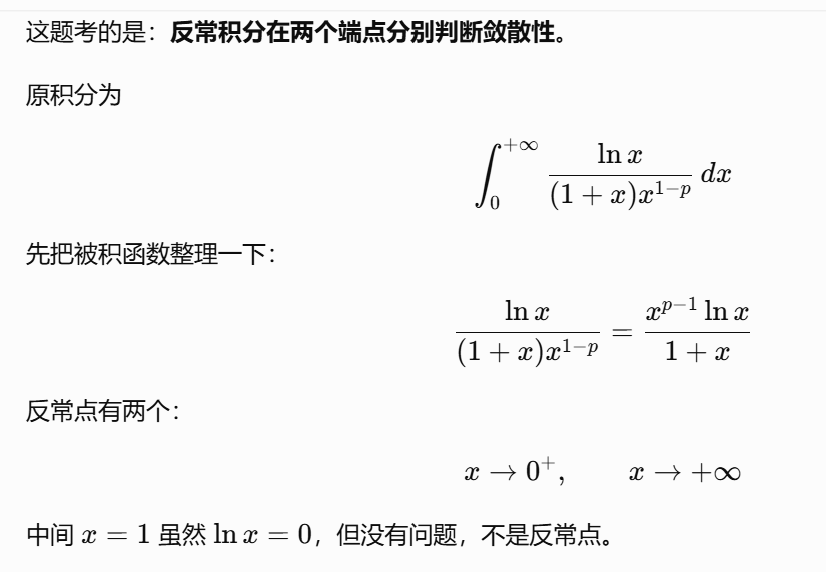 这题考的是：反常积分在两个端点分别判断敛散性。
原积分为
∫₀^{+∞} \frac{\ln x}{(1+x)x^{1-p}} dx
先把被积函数整理一下：
\frac{\ln x}{(1+x)x^{1-p}} = \frac{x^{p-1} \ln x}{1+x}
反常点有两个：
x → 0⁺, x → +∞
中间 x = 1 虽然 ln x = 0，但没有问题，不是反常点。